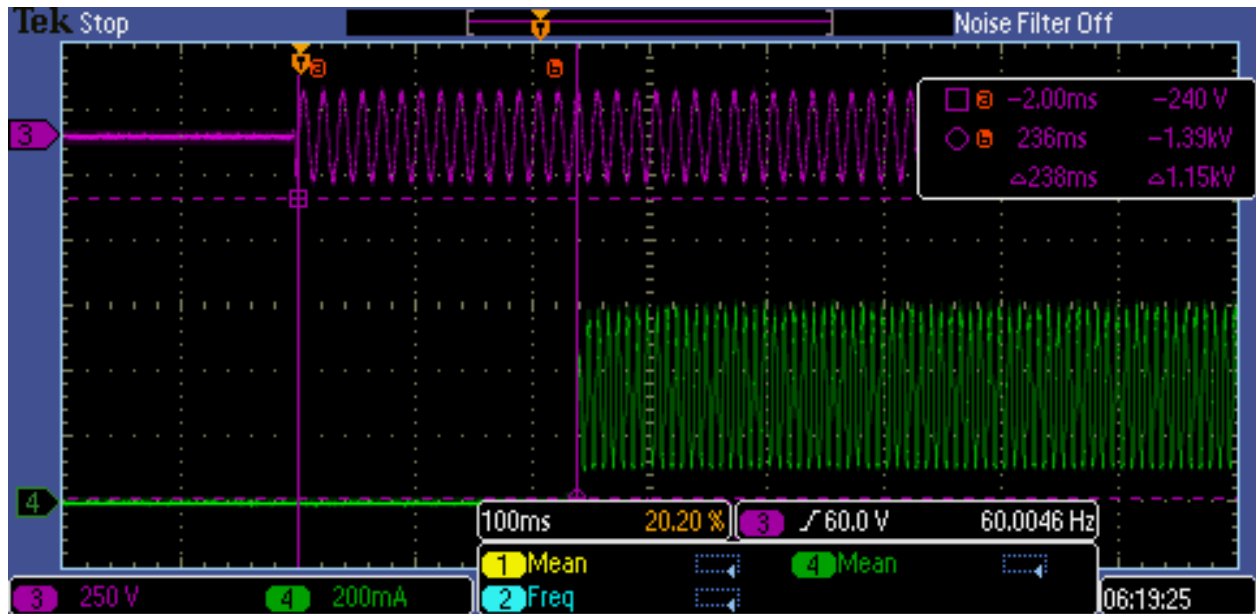 Tek Stop
Noise Filter Off
T
T a
b
a −2.00ms −240 V
b 236ms −1.39kV
△238ms △1.15kV
3
4
100ms 20.20 % 3 / 60.0 V 60.0046 Hz
1 Mean 4 Mean
2 Freq
3 250 V 4 200mA
06:19:25